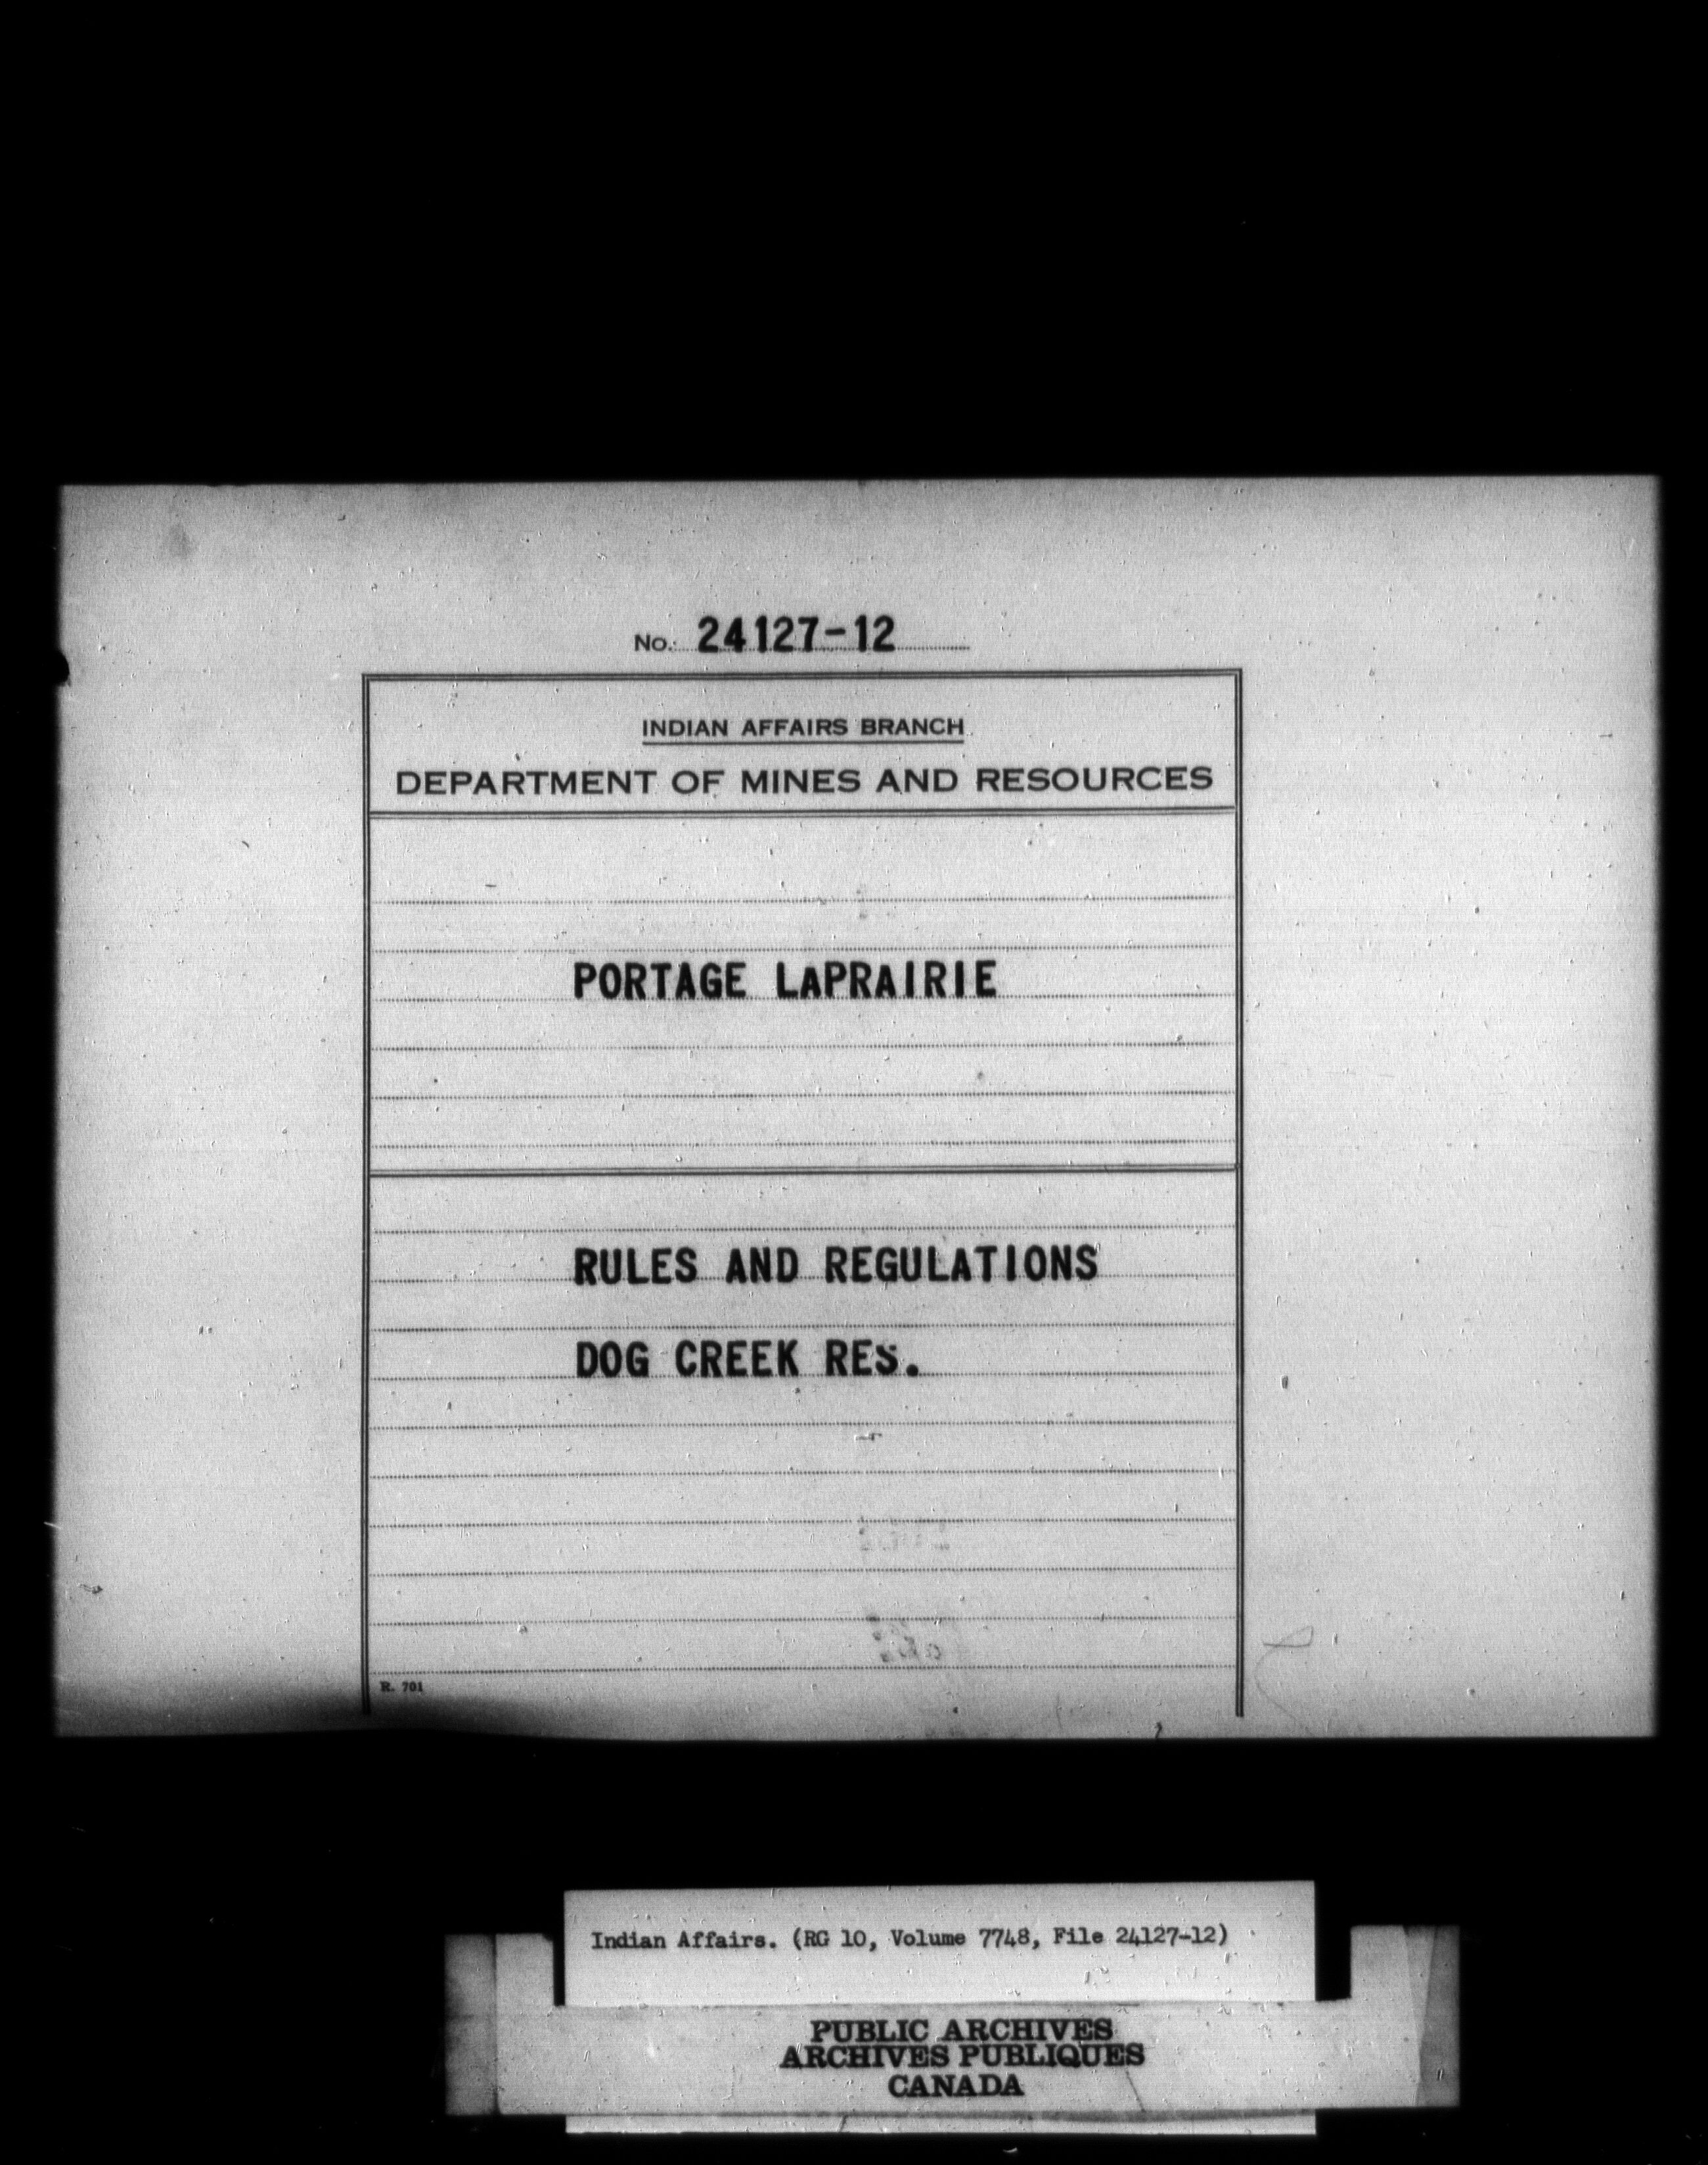 No. 24127-12
INDIAN AFFAIRS BRANCH
DEPARTMENT OF MINES AND RESOURCES
PORTAGE LaPRAIRIE
RULES AND REGULATIONS
DOG CREEK RES.
R. 701
Indian Affairs. (RG 10, Volume 7748, File 24127-12)
PUBLIC ARCHIVES
ARCHIVES PUBLIQUES
CANADA